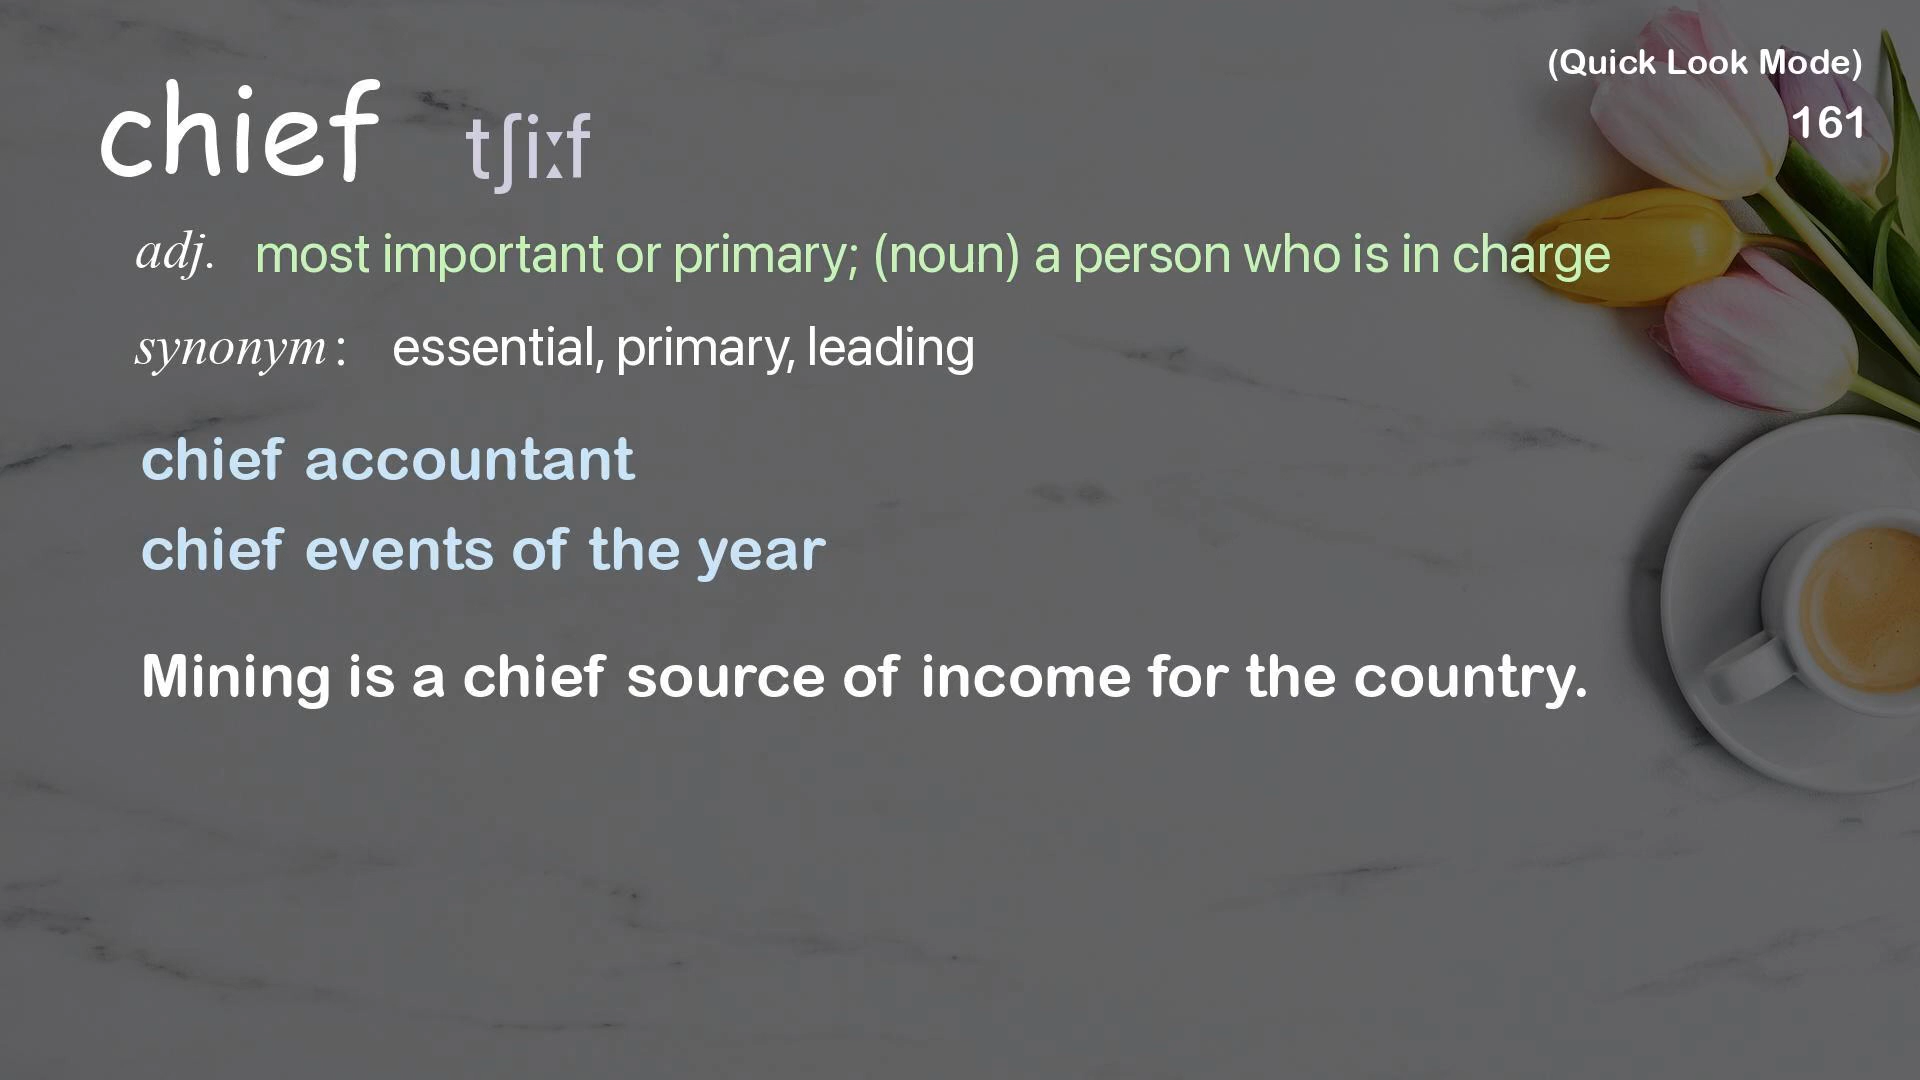 (Quick Look Mode)
161
chief tʃiːf
adj. most important or primary; (noun) a person who is in charge
synonym: essential, primary, leading
chief accountant
chief events of the year
Mining is a chief source of income for the country.